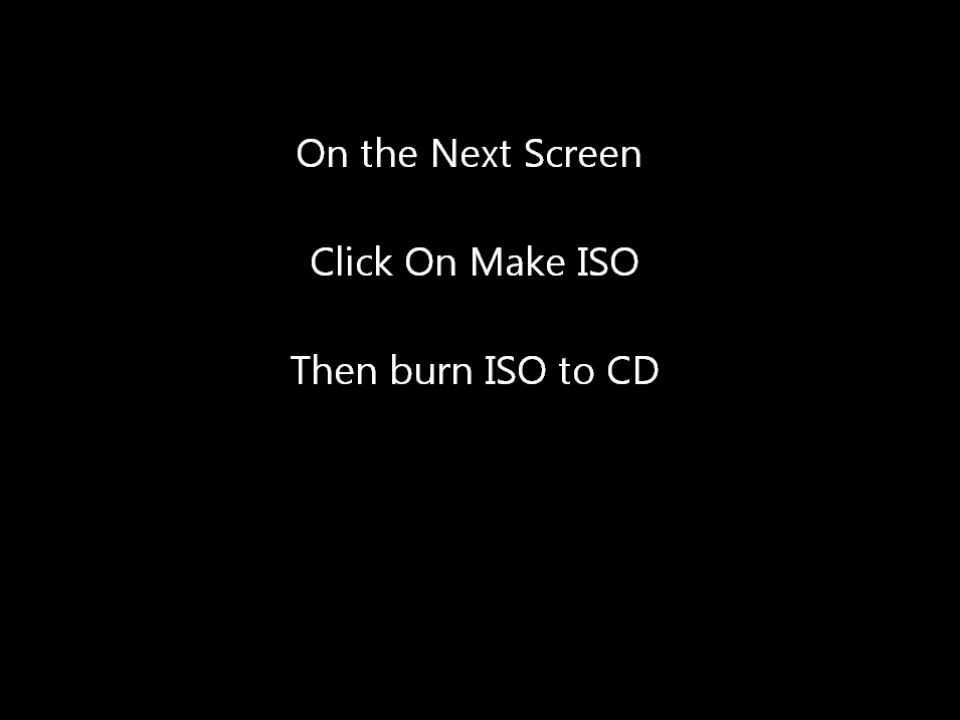 On the Next Screen
Click On Make ISO
Then burn ISO to CD